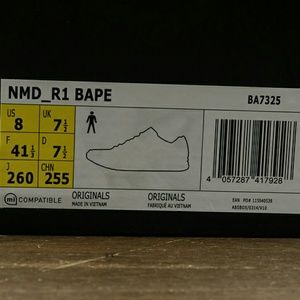 NMD_R1 BAPE
BA7325
US 8 UK 7½
F 41⅓ D 7½
J 260 CHN 255
mi COMPATIBLE
ORIGINALS
MADE IN VIETNAM
ORIGINALS
FABRIQUÉ AU VIETNAM
4 057287 417928